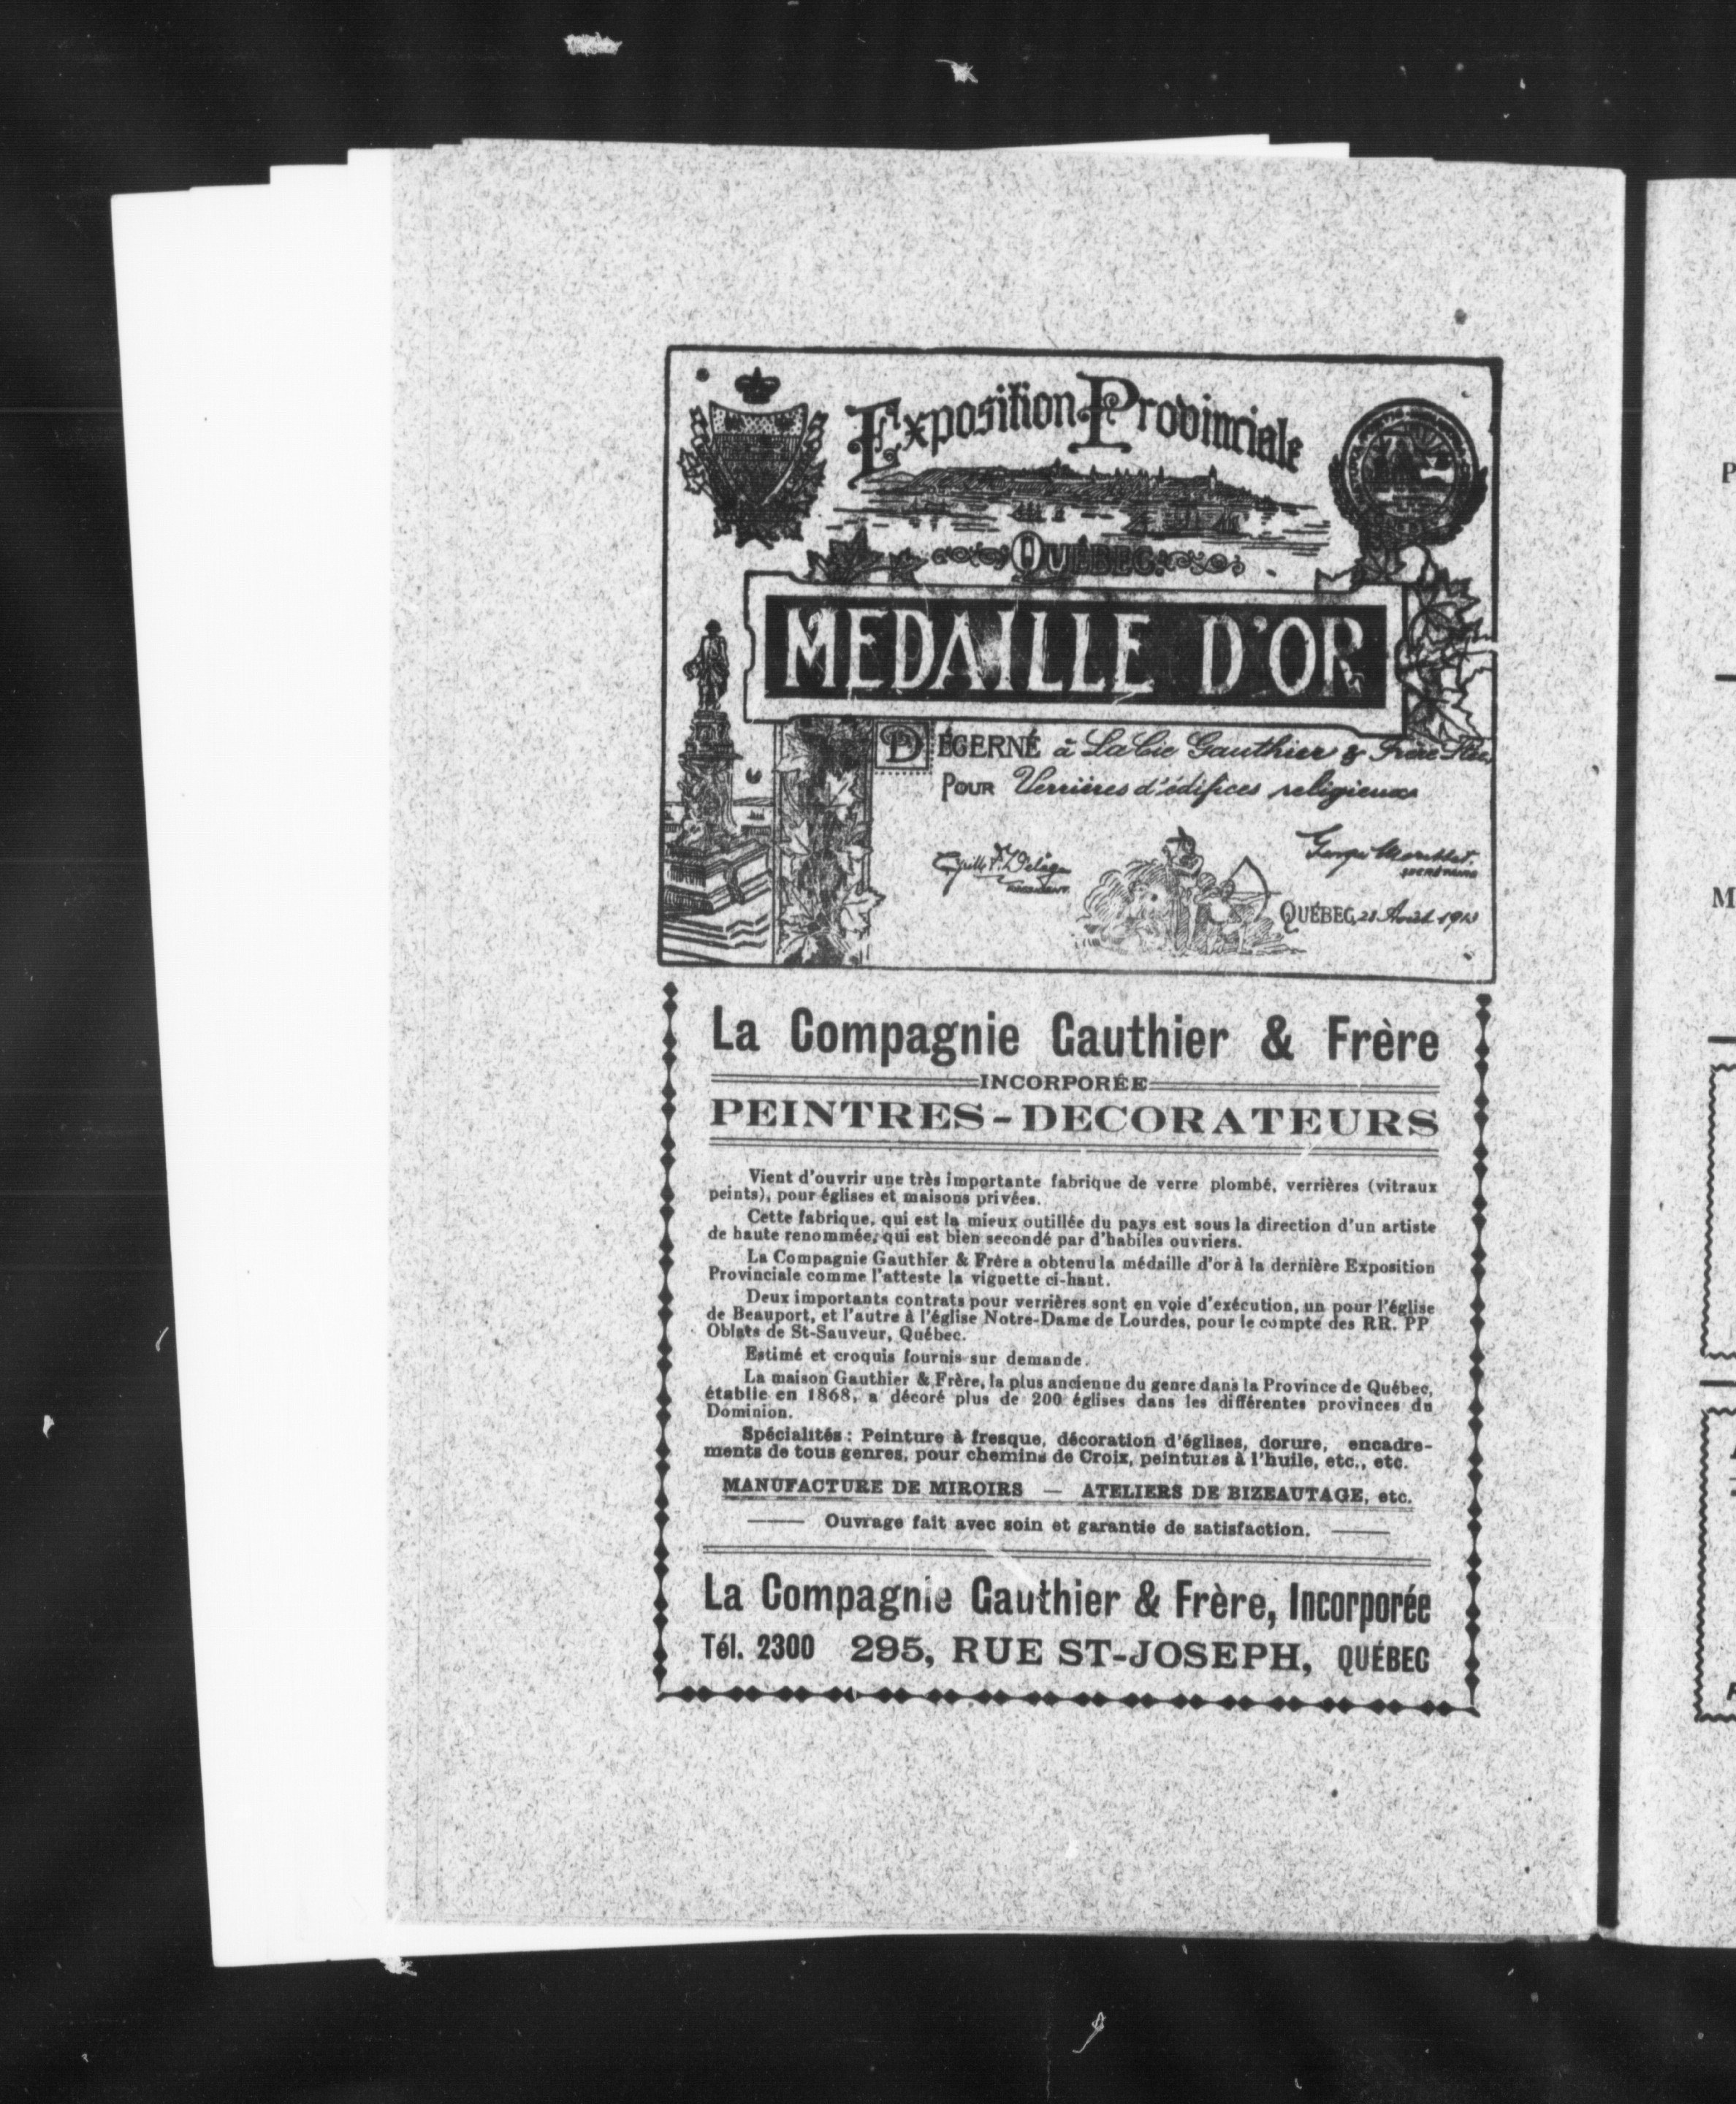 Exposition Provinciale
QUÉBEC.
MEDAILLE D'OR
DÉCERNÉ à La Cie Gauthier & Frère Ltée,
POUR Verrières d'édifices religieux
PRESIDENT
SECRÉTAIRE
QUÉBEC, 28 Août 1913
La Compagnie Gauthier & Frère
INCORPORÉE
PEINTRES-DECORATEURS
Vient d'ouvrir une très importante fabrique de verre plombé, verrières (vitraux
peints), pour églises et maisons privées.
Cette fabrique, qui est la mieux outillée du pays est sous la direction d'un artiste
de haute renommée, qui est bien secondé par d'habiles ouvriers.
La Compagnie Gauthier & Frère a obtenu la médaille d'or à la dernière Exposition
Provinciale comme l'atteste la vignette ci-haut.
Deux importants contrats pour verrières sont en voie d'exécution, un pour l'église
de Beauport, et l'autre à l'église Notre-Dame de Lourdes, pour le compte des RR. PP
Oblats de St-Sauveur, Québec.
Estimé et croquis fournis sur demande.
La maison Gauthier & Frère, la plus ancienne du genre dans la Province de Québec,
établie en 1868, a décoré plus de 200 églises dans les différentes provinces du
Dominion.
Spécialités : Peinture à fresque, décoration d'églises, dorure, encadre-
ments de tous genres, pour chemins de Croix, peintures à l'huile, etc., etc.
MANUFACTURE DE MIROIRS — ATELIERS DE BIZEAUTAGE, etc.
Ouvrage fait avec soin et garantie de satisfaction.
La Compagnie Gauthier & Frère, Incorporée
Tél. 2300 295, RUE ST-JOSEPH, QUÉBEC